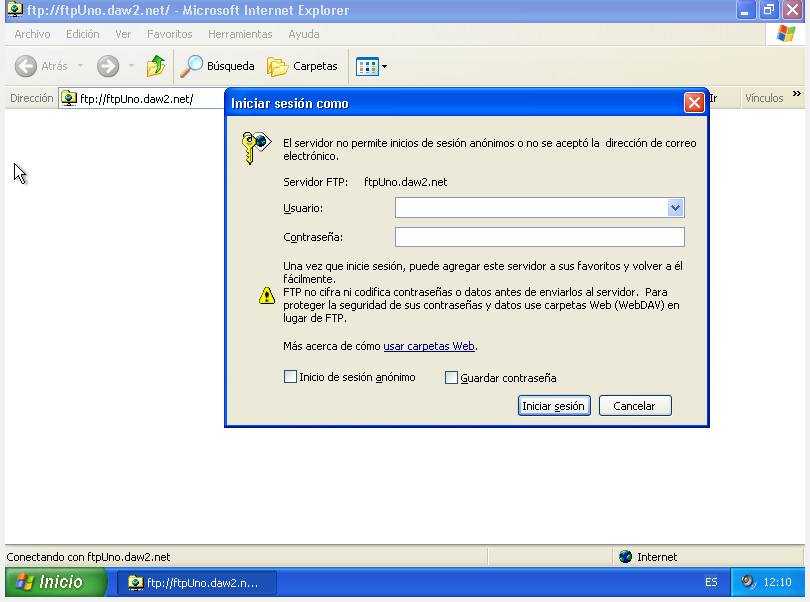 ftp://ftpUno.daw2.net/ - Microsoft Internet Explorer
Archivo Edición Ver Favoritos Herramientas Ayuda
Atrás Búsqueda Carpetas
Dirección ftp://ftpUno.daw2.net/ Ir Vínculos »
Iniciar sesión como
El servidor no permite inicios de sesión anónimos o no se aceptó la dirección de correo
electrónico.
Servidor FTP: ftpUno.daw2.net
Usuario:
Contraseña:
Una vez que inicie sesión, puede agregar este servidor a sus favoritos y volver a él
fácilmente.
FTP no cifra ni codifica contraseñas o datos antes de enviarlos al servidor. Para
proteger la seguridad de sus contraseñas y datos use carpetas Web (WebDAV) en
lugar de FTP.
Más acerca de cómo usar carpetas Web.
Inicio de sesión anónimo Guardar contraseña
Iniciar sesión Cancelar
Conectando con ftpUno.daw2.net Internet
Inicio ftp://ftpUno.daw2.n... ES 12:10